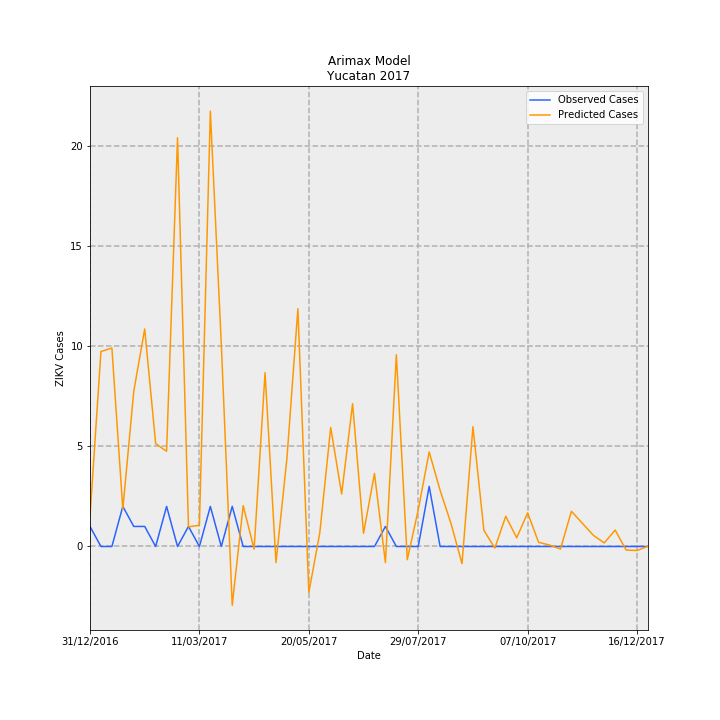 Arimax Model
Yucatan 2017
Observed Cases
Predicted Cases
ZIKV Cases
20
15
10
5
0
31/12/2016
11/03/2017
20/05/2017
29/07/2017
07/10/2017
16/12/2017
Date